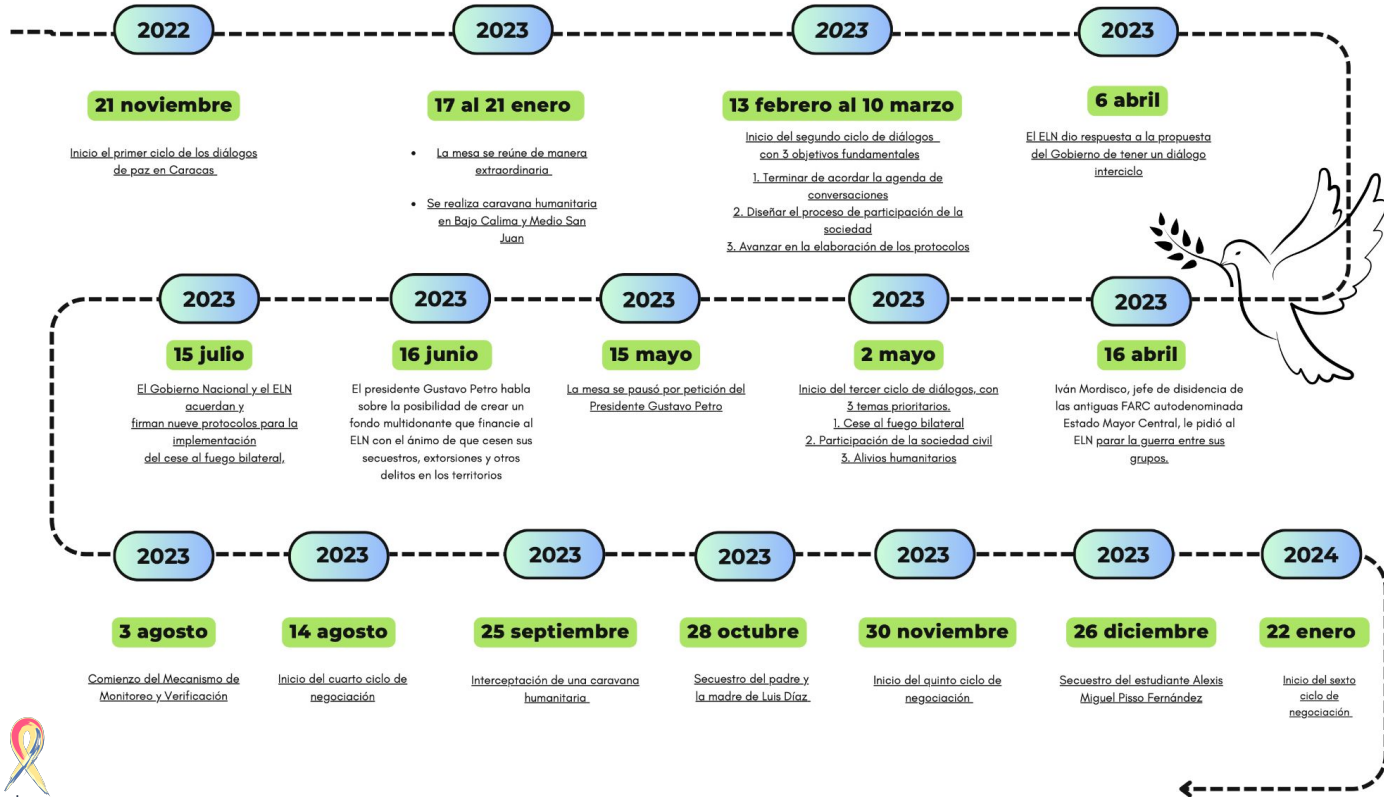 2022
21 noviembre
Inicio el primer ciclo de los diálogos
de paz en Caracas
2023
17 al 21 enero
• La mesa se reúne de manera
extraordinaria
• Se realiza caravana humanitaria
en Bajo Calima y Medio San
Juan
2023
13 febrero al 10 marzo
Inicio del segundo ciclo de diálogos
con 3 objetivos fundamentales
1. Terminar de acordar la agenda de
conversaciones
2. Diseñar el proceso de participación de la
sociedad
3. Avanzar en la elaboración de los protocolos
2023
6 abril
El ELN dio respuesta a la propuesta
del Gobierno de tener un diálogo
interciclo
2023
16 abril
Iván Mordisco, jefe de disidencia de
las antiguas FARC autodenominada
Estado Mayor Central, le pidió al
ELN parar la guerra entre sus
grupos.
2023
2 mayo
Inicio del tercer ciclo de diálogos, con
3 temas prioritarios.
1. Cese al fuego bilateral
2. Participación de la sociedad civil
3. Alivios humanitarios
2023
15 mayo
La mesa se pausó por petición del
Presidente Gustavo Petro
2023
16 junio
El presidente Gustavo Petro habla
sobre la posibilidad de crear un
fondo multidonante que financie al
ELN con el ánimo de que cesen sus
secuestros, extorsiones y otros
delitos en los territorios
2023
15 julio
El Gobierno Nacional y el ELN
acuerdan y
firman nueve protocolos para la
implementación
del cese al fuego bilateral,
2023
3 agosto
Comienzo del Mecanismo de
Monitoreo y Verificación
2023
14 agosto
Inicio del cuarto ciclo de
negociación
2023
25 septiembre
Interceptación de una caravana
humanitaria
2023
28 octubre
Secuestro del padre y
la madre de Luis Díaz
2023
30 noviembre
Inicio del quinto ciclo de
negociación
2023
26 diciembre
Secuestro del estudiante Alexis
Miguel Pisso Fernández
2024
22 enero
Inicio del sexto
ciclo de
negociación